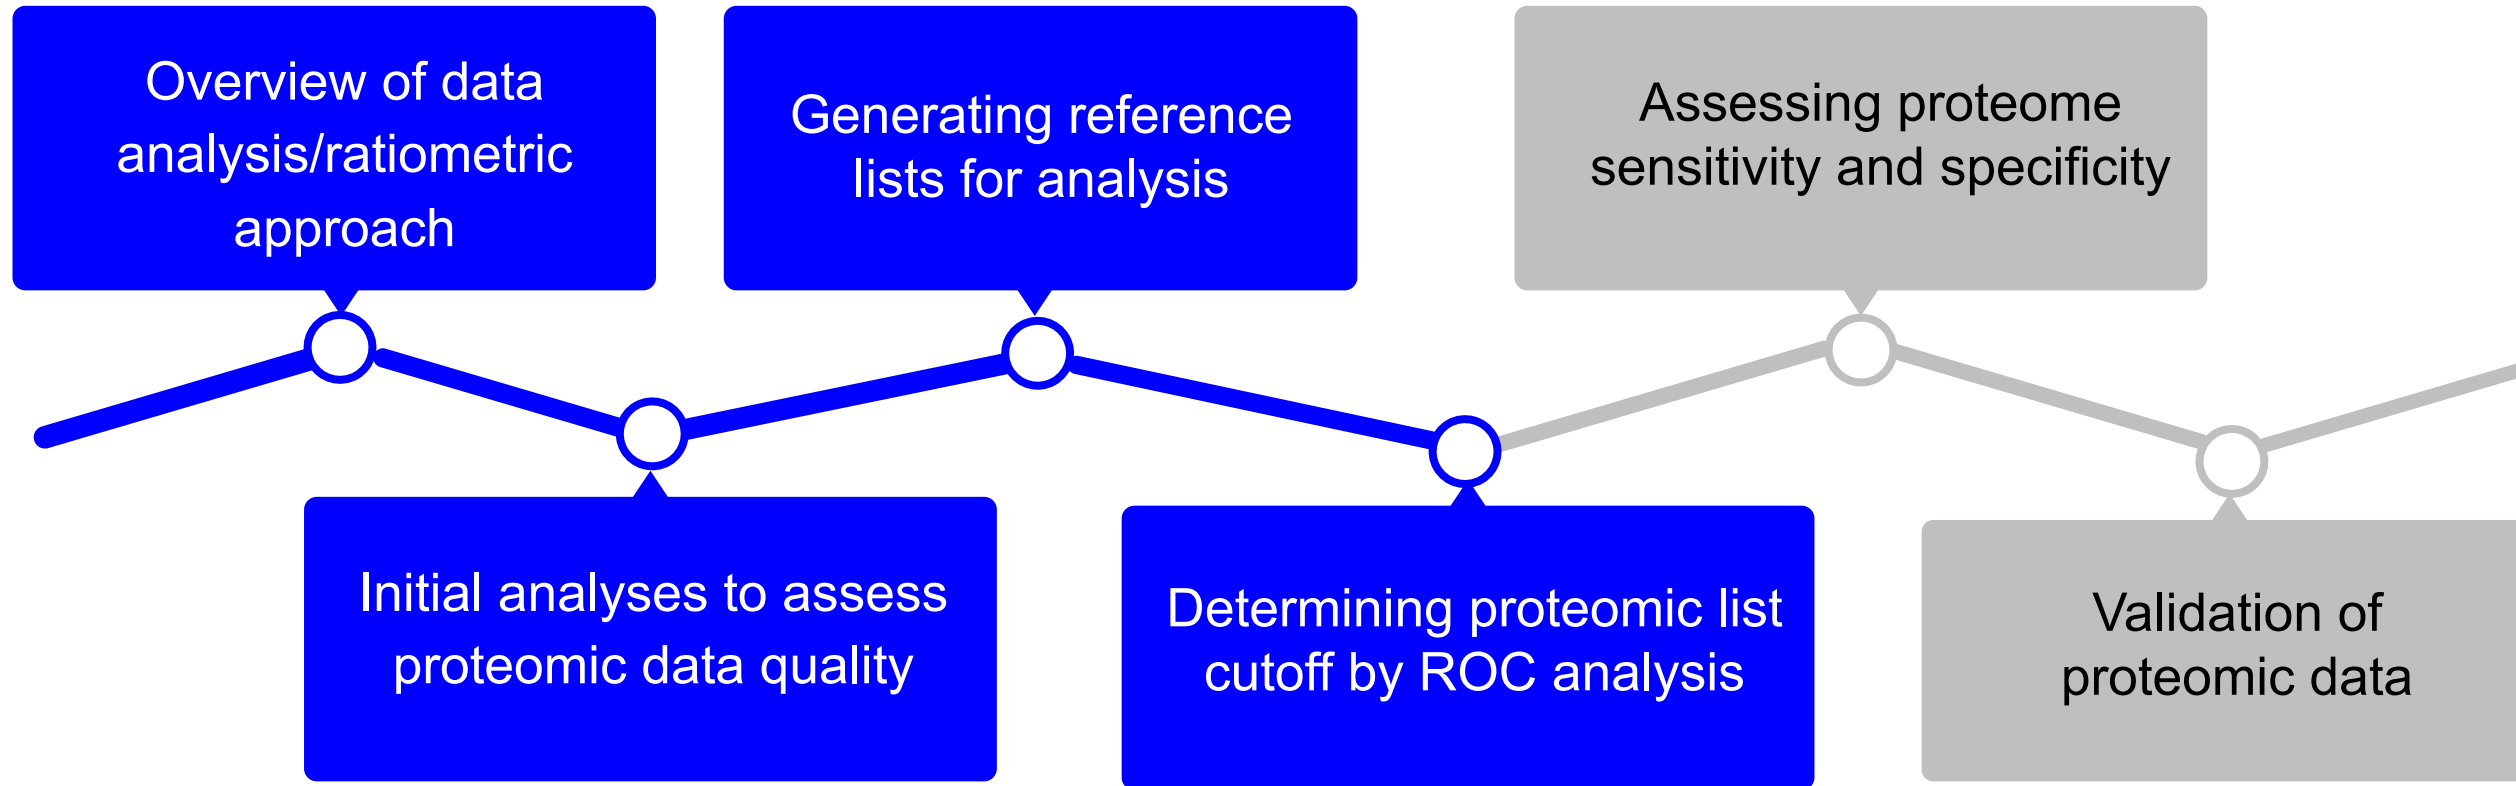 Overview of data
analysis/ratiometric
approach
Initial analyses to assess
proteomic data quality
Generating reference
lists for analysis
Determining proteomic list
cutoff by ROC analysis
Assessing proteome
sensitivity and specificity
Validation of
proteomic data